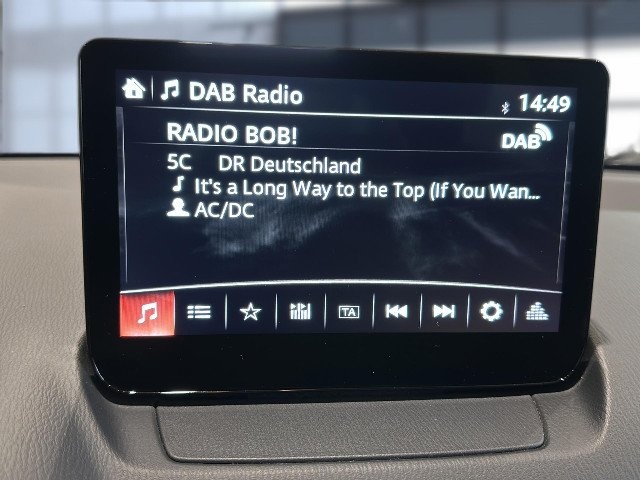 DAB Radio
14:49
RADIO BOB!
DAB
5C DR Deutschland
It's a Long Way to the Top (If You Wan...
AC/DC
TA